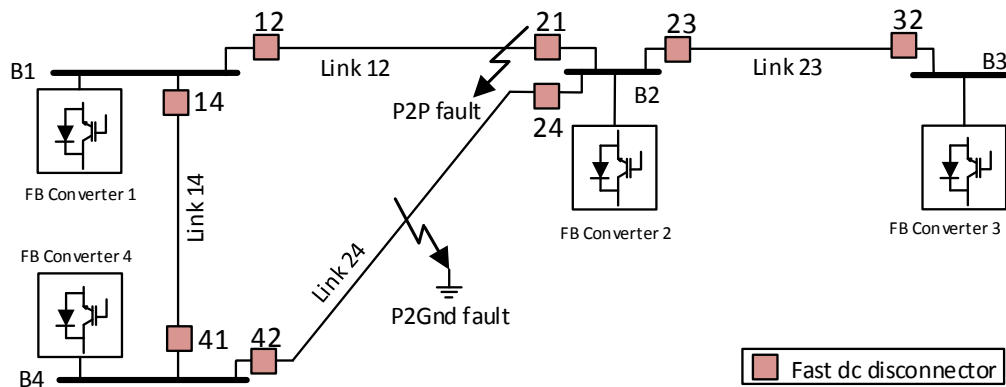 12
21
23
32
B1
Link 12
Link 23
B3
14
P2P fault
24
B2
FB Converter 1
Link 14
FB Converter 2
FB Converter 3
FB Converter 4
Link 24
P2Gnd fault
41
42
B4
Fast dc disconnector